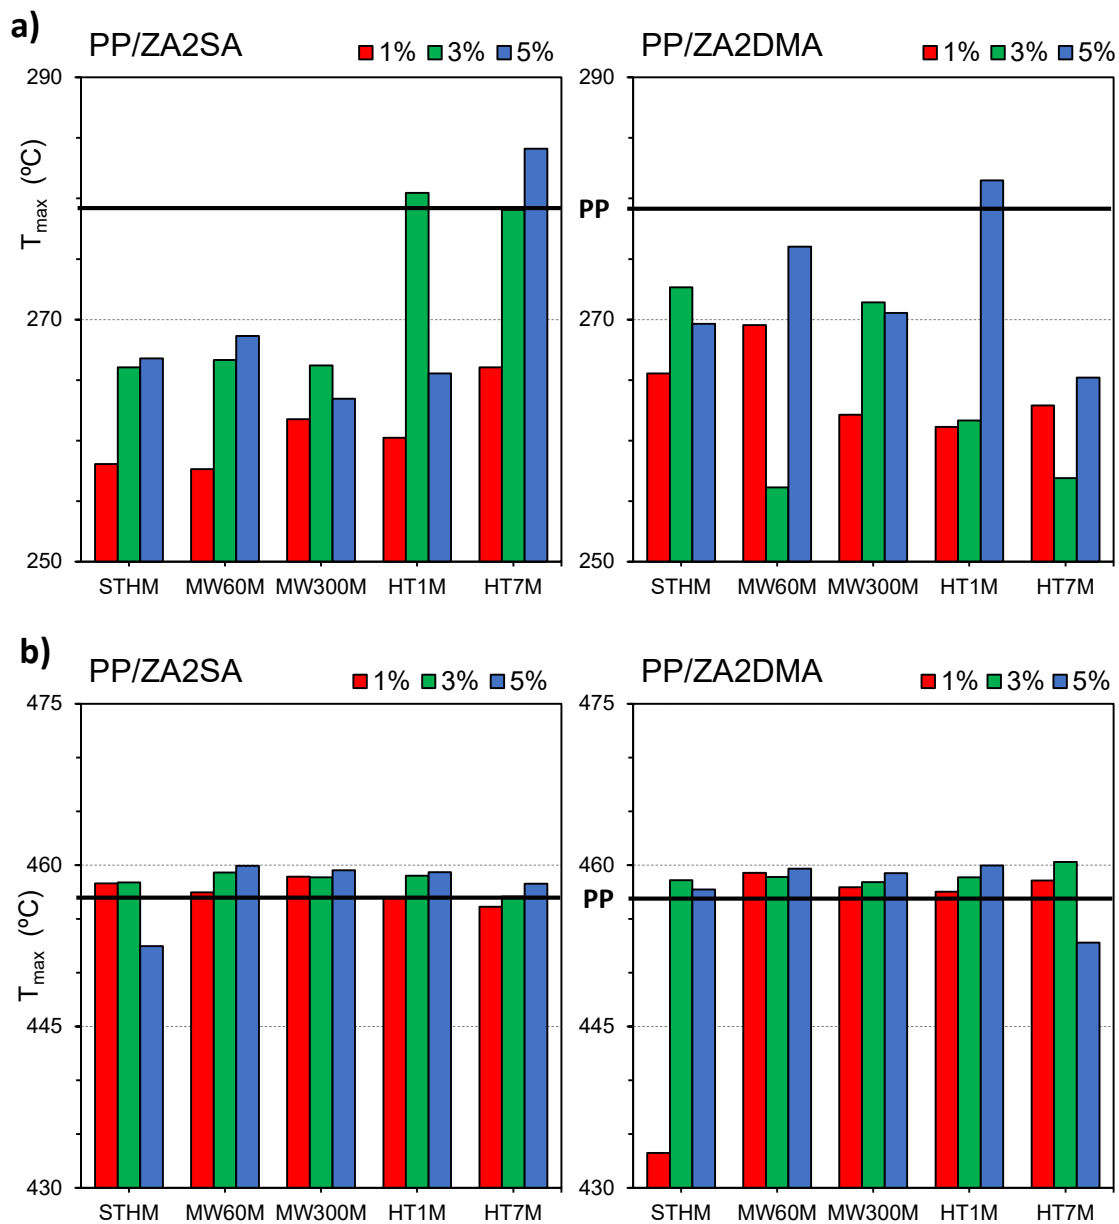 a)
PP/ZA2SA
1% 3% 5%
PP/ZA2DMA
1% 3% 5%
290
270
250
T_max (ºC)
STHM MW60M MW300M HT1M HT7M
290
PP
270
250
STHM MW60M MW300M HT1M HT7M
b)
PP/ZA2SA
1% 3% 5%
PP/ZA2DMA
1% 3% 5%
475
460
445
430
T_max (ºC)
STHM MW60M MW300M HT1M HT7M
475
460
PP
445
430
STHM MW60M MW300M HT1M HT7M